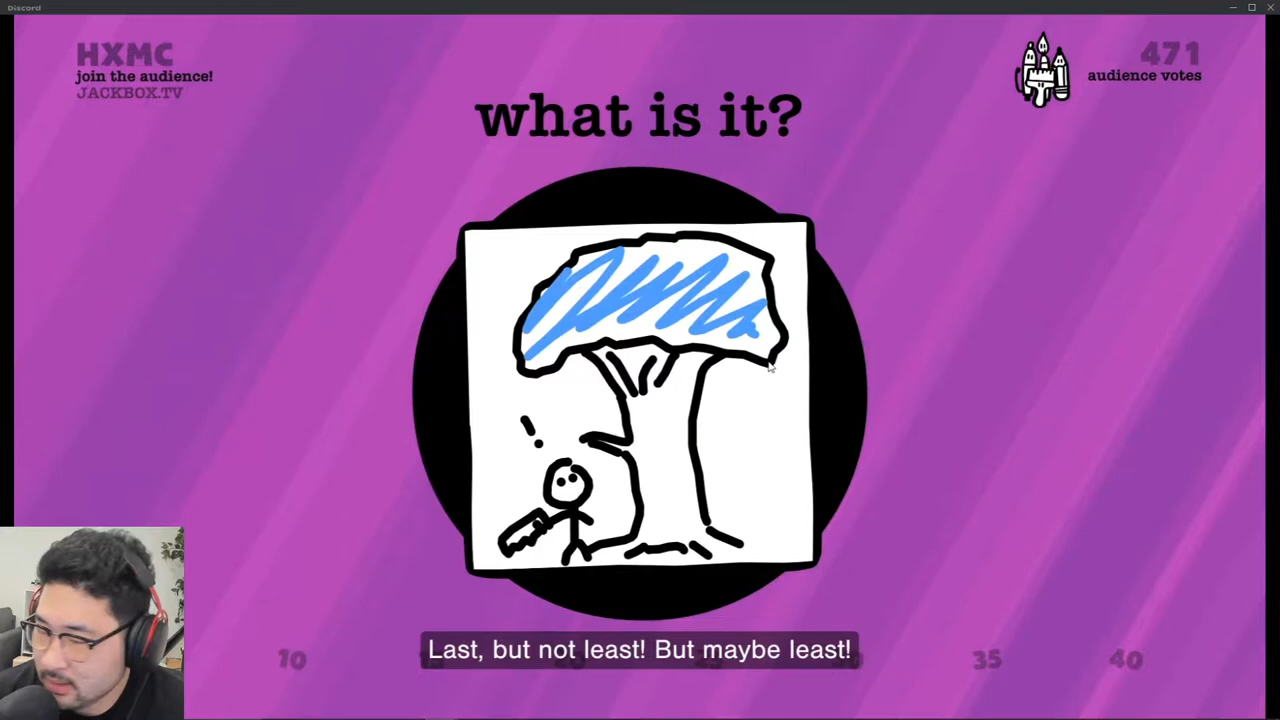 Discord
HXMC
join the audience!
JACKBOX.TV
471
audience votes
what is it?
!
Last, but not least! But maybe least!
10
35
40